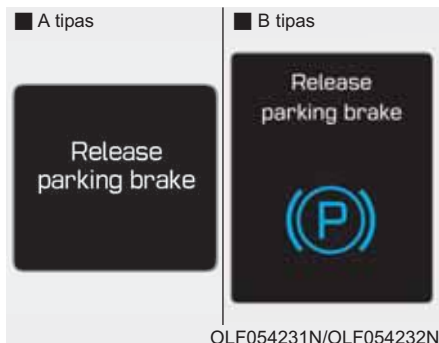 A tipas
Release
parking brake
B tipas
Release
parking brake
P
OLF054231N/OLF054232N